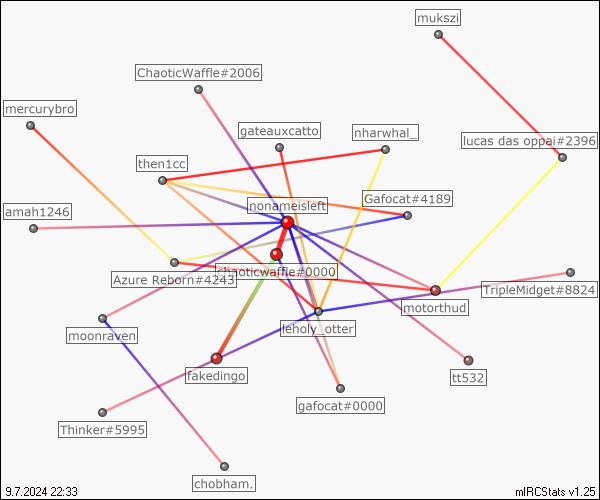 mukszi
ChaoticWaffle#2006
mercurybro
gateauxcatto
nharwhal_
lucas das oppai#2396
then1cc
nonameisleft
Gafocat#4189
amah1246
chaoticwaffle#0000
Azure Reborn#4243
TripleMidget#8824
motorthud
leholy_otter
moonraven
fakedingo
tt532
gafocat#0000
Thinker#5995
chobham.
9.7.2024 22:33
mIRCStats v1.25